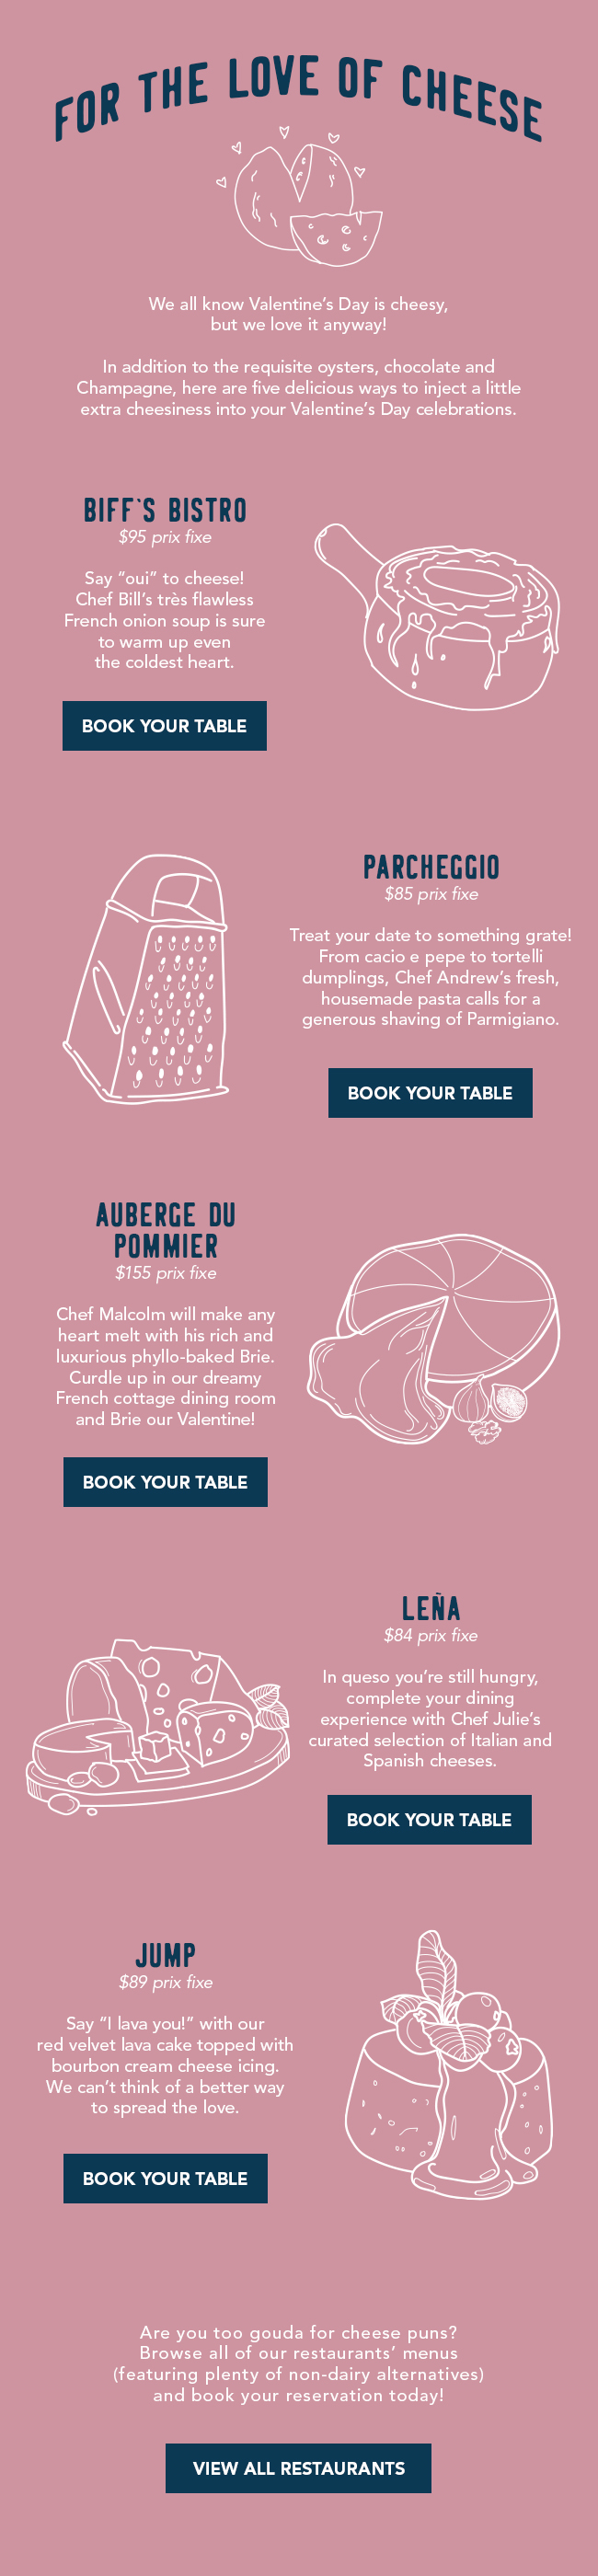 FOR THE LOVE OF CHEESE
We all know Valentine's Day is cheesy,
but we love it anyway!
In addition to the requisite oysters, chocolate and
Champagne, here are five delicious ways to inject a little
extra cheesiness into your Valentine's Day celebrations.
BIFF'S BISTRO
$95 prix fixe
Say “oui” to cheese!
Chef Bill's très flawless
French onion soup is sure
to warm up even
the coldest heart.
BOOK YOUR TABLE
PARCHEGGIO
$85 prix fixe
Treat your date to something grate!
From cacio e pepe to tortelli
dumplings, Chef Andrew's fresh,
housemade pasta calls for a
generous shaving of Parmigiano.
BOOK YOUR TABLE
AUBERGE DU
POMMIER
$155 prix fixe
Chef Malcolm will make any
heart melt with his rich and
luxurious phyllo-baked Brie.
Curdle up in our dreamy
French cottage dining room
and Brie our Valentine!
BOOK YOUR TABLE
LEÑA
$84 prix fixe
In queso you're still hungry,
complete your dining
experience with Chef Julie's
curated selection of Italian and
Spanish cheeses.
BOOK YOUR TABLE
JUMP
$89 prix fixe
Say “I lava you!” with our
red velvet lava cake topped with
bourbon cream cheese icing.
We can't think of a better way
to spread the love.
BOOK YOUR TABLE
Are you too gouda for cheese puns?
Browse all of our restaurants' menus
(featuring plenty of non-dairy alternatives)
and book your reservation today!
VIEW ALL RESTAURANTS